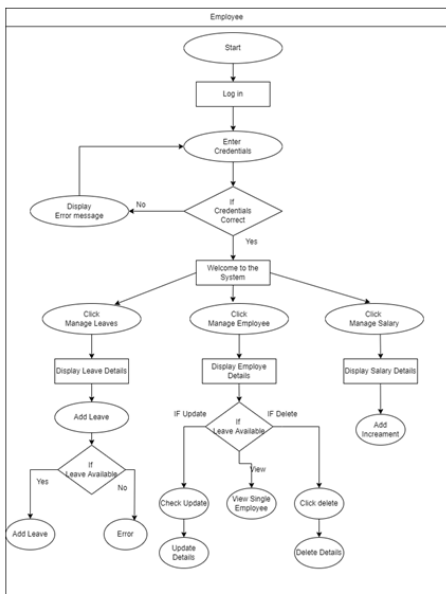 Employee
Start
Log in
Enter
Credentials
Display
Error message
No
If
Credentials
Correct
Yes
Welcome to the
System
Click
Manage Leaves
Click
Manage Employee
Click
Manage Salary
Display Leave Details
Display Employe
Details
Display Salary Details
Add Leave
IF Update
If
Leave Available
IF Delete
Add
Increament
If
Leave Available
Yes
No
View
Check Update
View Single
Employee
Click delete
Add Leave
Error
Update
Details
Delete Details